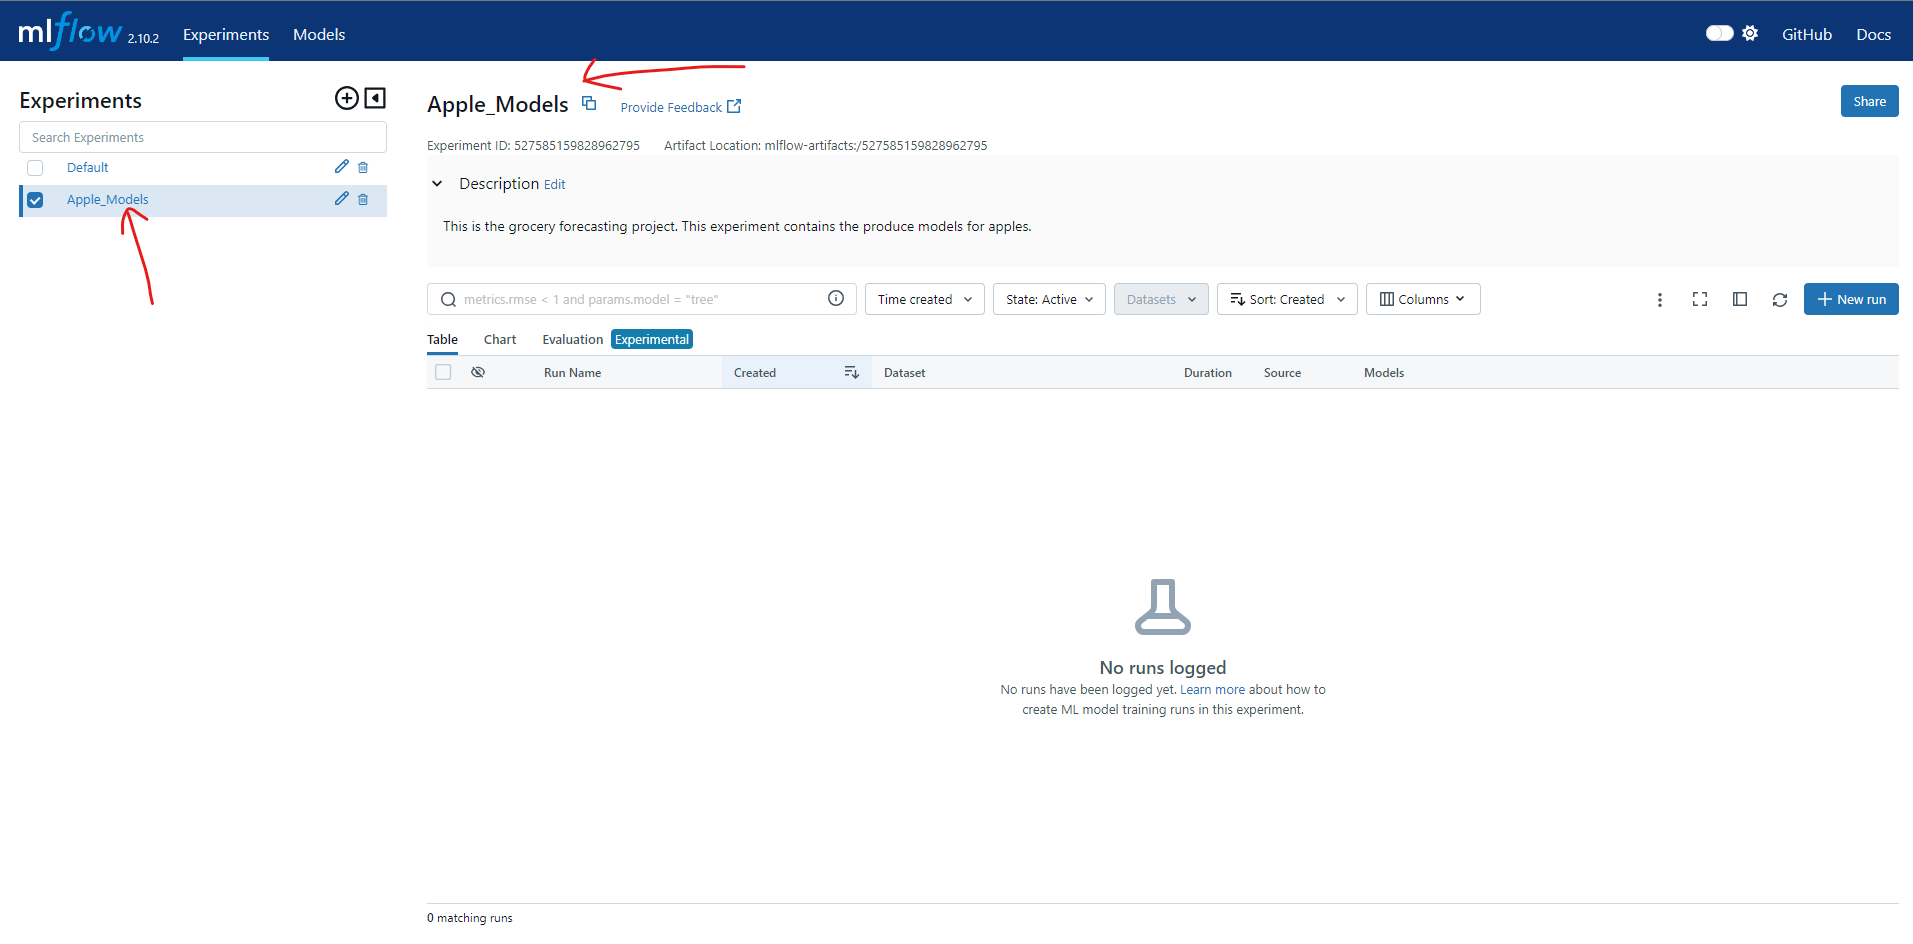 mlflow 2.10.2 Experiments Models GitHub Docs
Experiments
Search Experiments
Default
Apple_Models
Apple_Models Provide Feedback Share
Experiment ID: 527585159828962795 Artifact Location: mlflow-artifacts:/527585159828962795
Description Edit
This is the grocery forecasting project. This experiment contains the produce models for apples.
metrics.rmse < 1 and params.model = "tree" Time created State: Active Datasets Sort: Created Columns New run
Table Chart Evaluation Experimental
Run Name Created Dataset Duration Source Models
No runs logged
No runs have been logged yet. Learn more about how to
create ML model training runs in this experiment.
0 matching runs